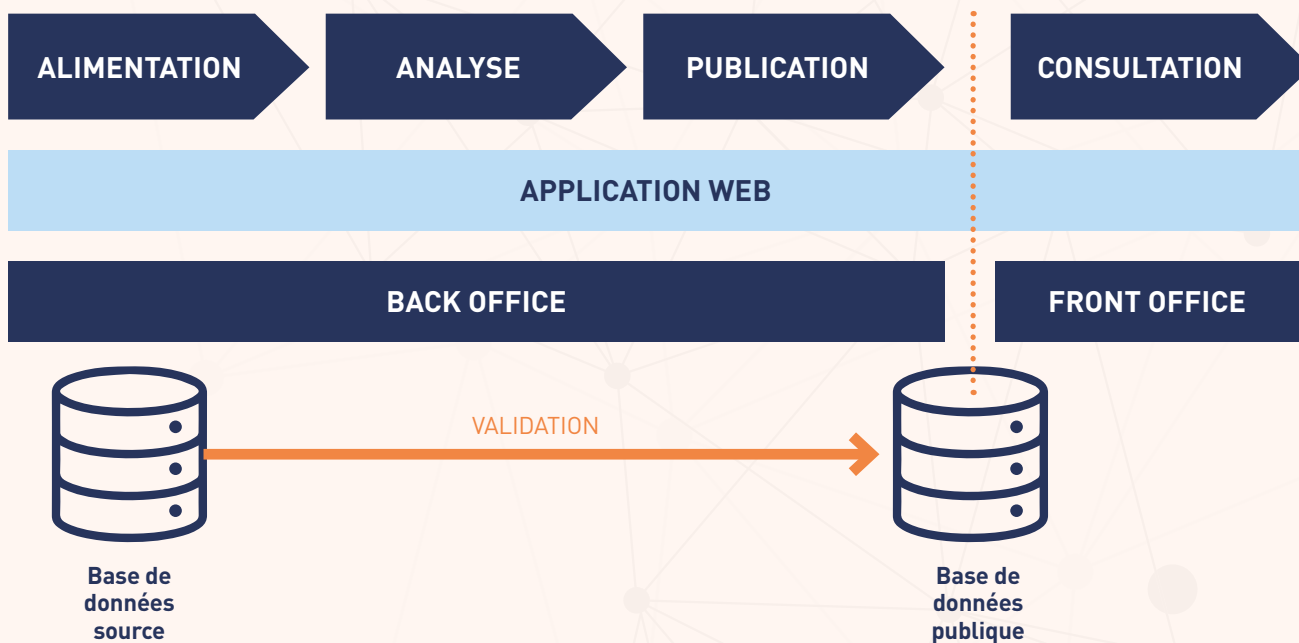 ALIMENTATION
ANALYSE
PUBLICATION
CONSULTATION
APPLICATION WEB
BACK OFFICE
FRONT OFFICE
VALIDATION
Base de
données
source
Base de
données
publique